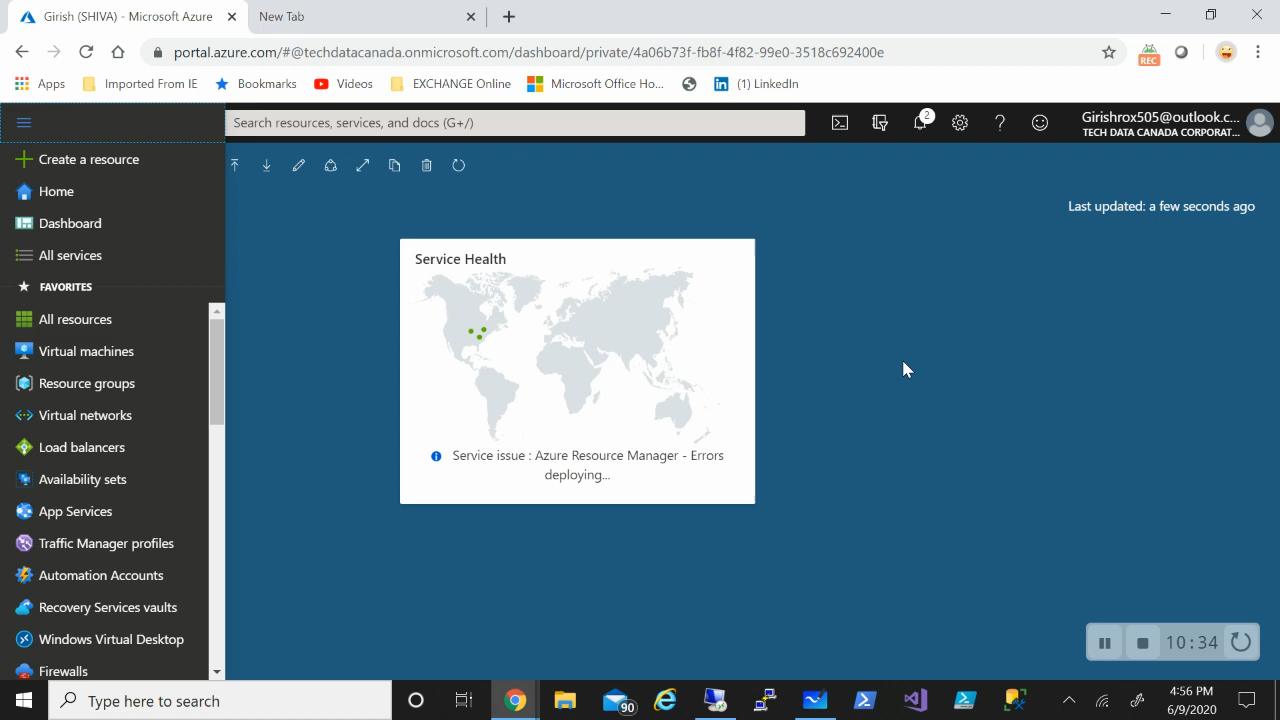 Girish (SHIVA) - Microsoft Azure
New Tab
portal.azure.com/#@techdatacanada.onmicrosoft.com/dashboard/private/4a06b73f-fb8f-4f82-99e0-3518c692400e
REC
Apps
Imported From IE
Bookmarks
Videos
EXCHANGE Online
Microsoft Office Ho...
(1) LinkedIn
Search resources, services, and docs (G+/)
2
Girishrox505@outlook.c...
TECH DATA CANADA CORPORAT...
Create a resource
Home
Dashboard
All services
FAVORITES
All resources
Virtual machines
Resource groups
Virtual networks
Load balancers
Availability sets
App Services
Traffic Manager profiles
Automation Accounts
Recovery Services vaults
Windows Virtual Desktop
Firewalls
Last updated: a few seconds ago
Service Health
Service issue : Azure Resource Manager - Errors
deploying...
10:34
Type here to search
90
4:56 PM
6/9/2020